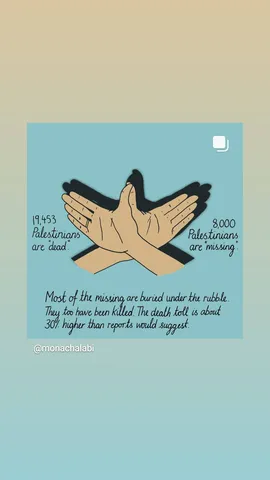 19,453
Palestinians
are "dead"
8,000
Palestinians
are "missing"
Most of the missing are buried under the rubble.
They too have been killed. The death toll is about
30% higher than reports would suggest.
@monachalabi